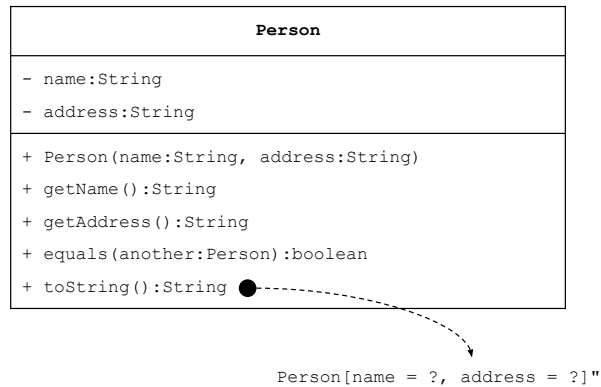 Person
- name:String
- address:String
+ Person(name:String, address:String)
+ getName():String
+ getAddress():String
+ equals(another:Person):boolean
+ toString():String
Person[name = ?, address = ?]"